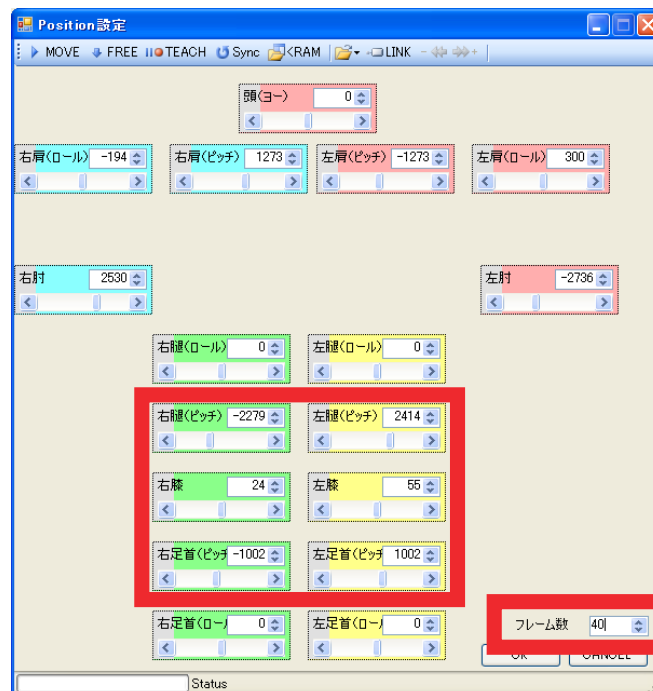 Position設定
MOVE FREE TEACH Sync <RAM LINK
頭(ヨー) 0
右肩(ロール) -194 右肩(ピッチ) 1273 左肩(ピッチ) -1273 左肩(ロール) 300
右肘 2530 左肘 -2736
右腿(ロール) 0 左腿(ロール) 0
右腿(ピッチ) -2279 左腿(ピッチ) 2414
右膝 24 左膝 55
右足首(ピッチ -1002 左足首(ピッチ 1002
フレーム数 40
右足首(ロー 0 左足首(ロー 0
OK CANCEL
Status